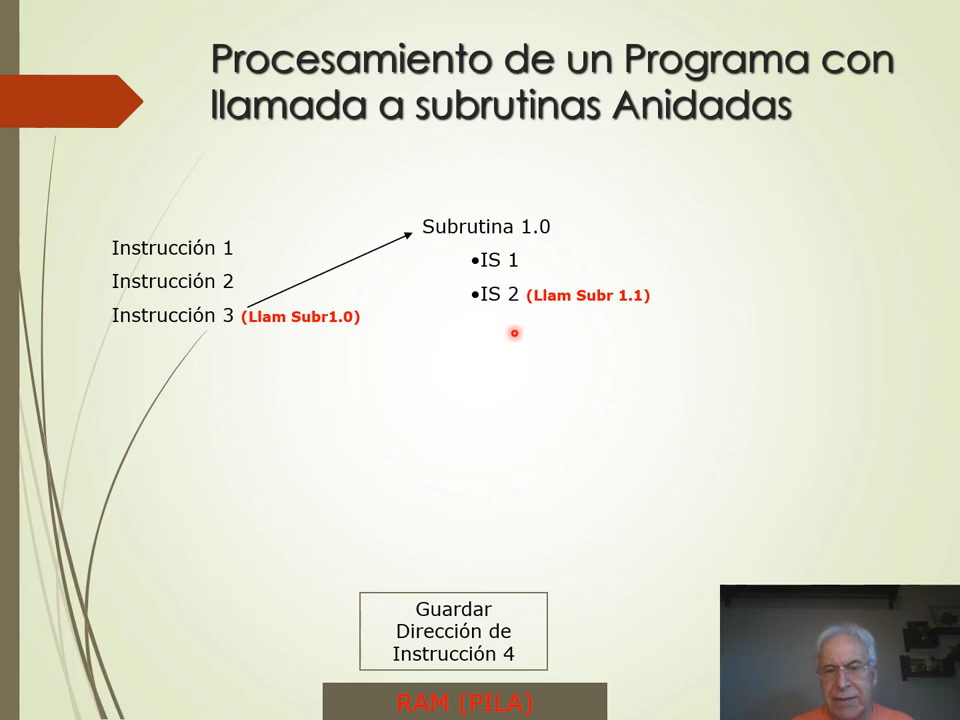 Procesamiento de un Programa con
llamada a subrutinas Anidadas
Instrucción 1
Instrucción 2
Instrucción 3 (Llam Subr1.0)
Subrutina 1.0
•IS 1
•IS 2 (Llam Subr 1.1)
Guardar
Dirección de
Instrucción 4
RAM (PILA)